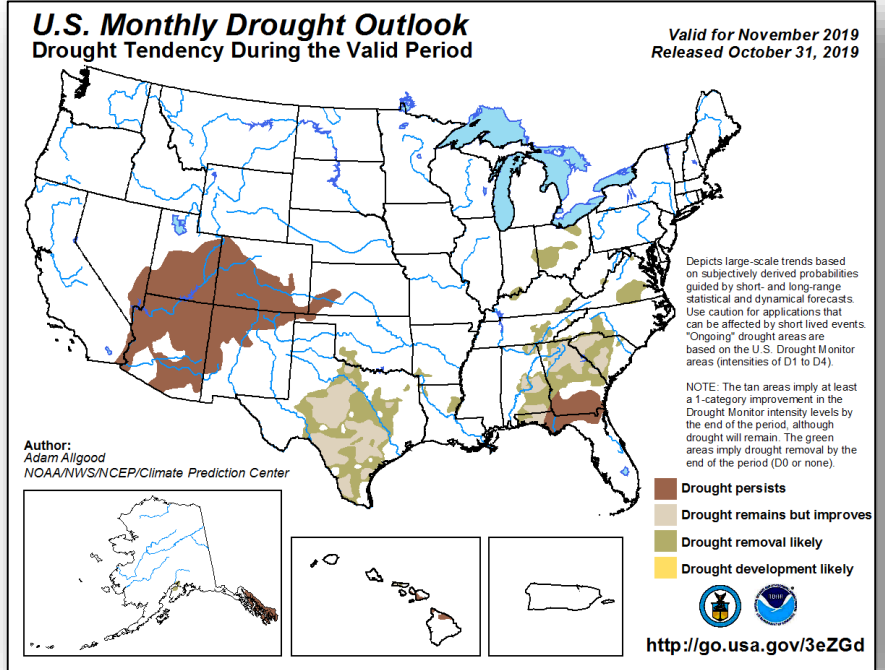 U.S. Monthly Drought Outlook
Drought Tendency During the Valid Period
Valid for November 2019
Released October 31, 2019
Depicts large-scale trends based
on subjectively derived probabilities
guided by short- and long-range
statistical and dynamical forecasts.
Use caution for applications that
can be affected by short lived events.
"Ongoing" drought areas are
based on the U.S. Drought Monitor
areas (intensities of D1 to D4).
NOTE: The tan areas imply at least
a 1-category improvement in the
Drought Monitor intensity levels by
the end of the period, although
drought will remain. The green
areas imply drought removal by the
end of the period (D0 or none).
Author:
Adam Allgood
NOAA/NWS/NCEP/Climate Prediction Center
Drought persists
Drought remains but improves
Drought removal likely
Drought development likely
http://go.usa.gov/3eZGd